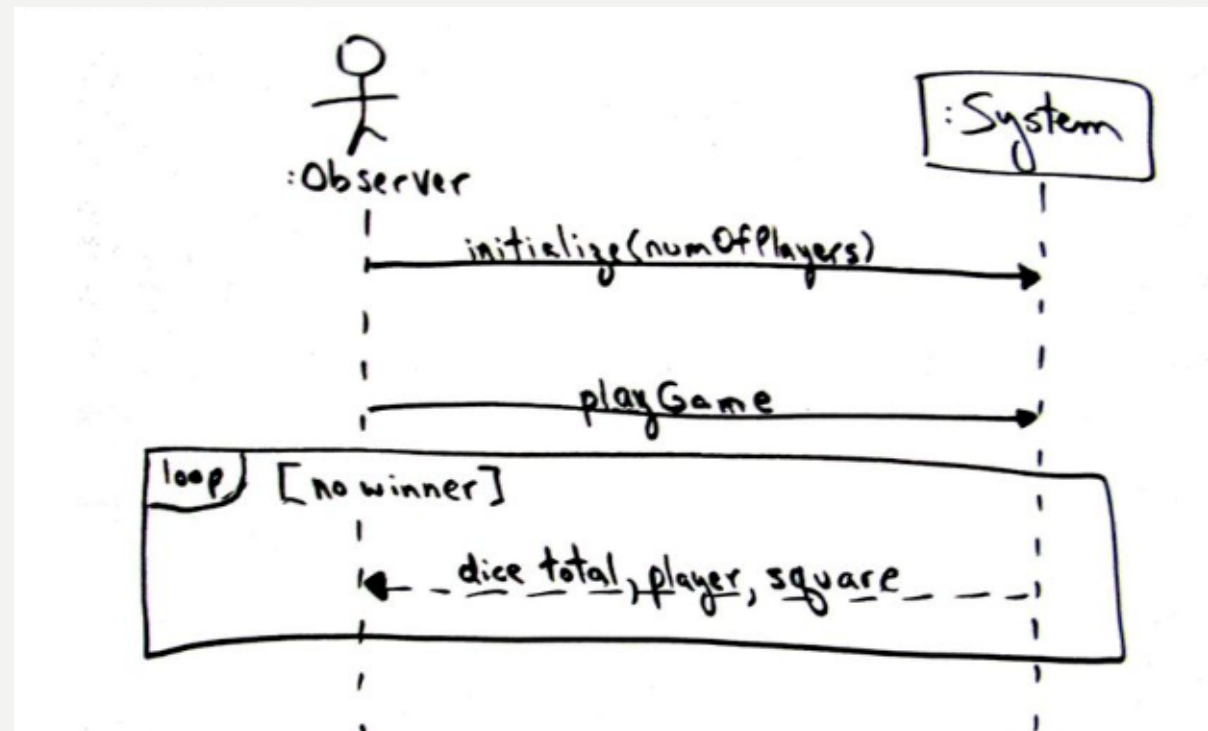 :System
:Observer
initialize(numOfPlayers)
playGame
loop [no winner]
dice total, player, square